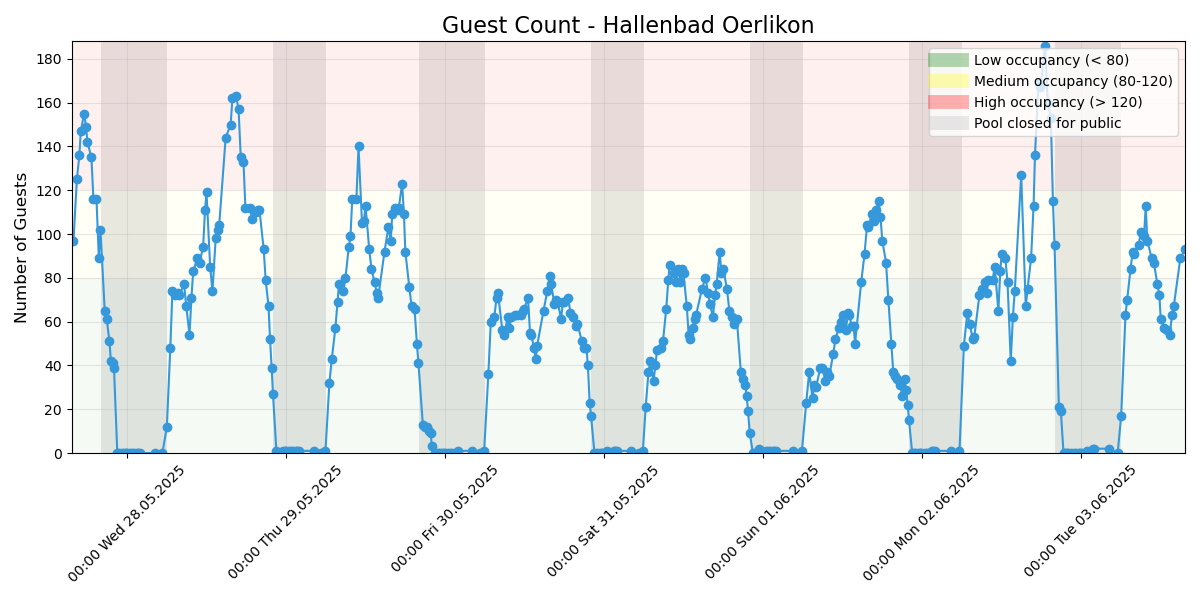 Guest Count - Hallenbad Oerlikon
Low occupancy (< 80)
Medium occupancy (80-120)
High occupancy (> 120)
Pool closed for public
Number of Guests
180
160
140
120
100
80
60
40
20
0
00:00 Wed 28.05.2025
00:00 Thu 29.05.2025
00:00 Fri 30.05.2025
00:00 Sat 31.05.2025
00:00 Sun 01.06.2025
00:00 Mon 02.06.2025
00:00 Tue 03.06.2025